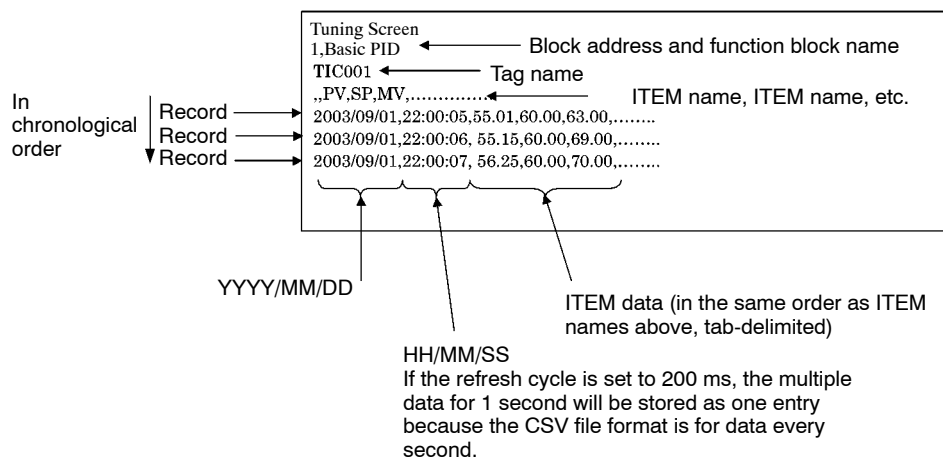 Tuning Screen
1,Basic PID
Block address and function block name
TIC001
Tag name
,,PV,SP,MV,..............
ITEM name, ITEM name, etc.
In
chronological
order
Record
2003/09/01,22:00:05,55.01,60.00,63.00,........
Record
2003/09/01,22:00:06, 55.15,60.00,69.00,........
Record
2003/09/01,22:00:07, 56.25,60.00,70.00,........
YYYY/MM/DD
ITEM data (in the same order as ITEM
names above, tab-delimited)
HH/MM/SS
If the refresh cycle is set to 200 ms, the multiple
data for 1 second will be stored as one entry
because the CSV file format is for data every
second.